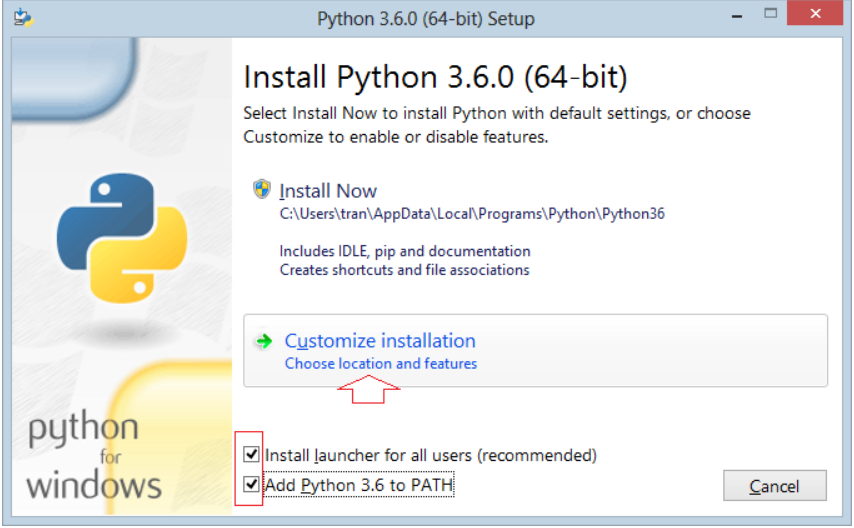 Python 3.6.0 (64-bit) Setup
Install Python 3.6.0 (64-bit)
Select Install Now to install Python with default settings, or choose
Customize to enable or disable features.
Install Now
C:\Users\tran\AppData\Local\Programs\Python\Python36
Includes IDLE, pip and documentation
Creates shortcuts and file associations
Customize installation
Choose location and features
python
for
windows
Install launcher for all users (recommended)
Add Python 3.6 to PATH
Cancel